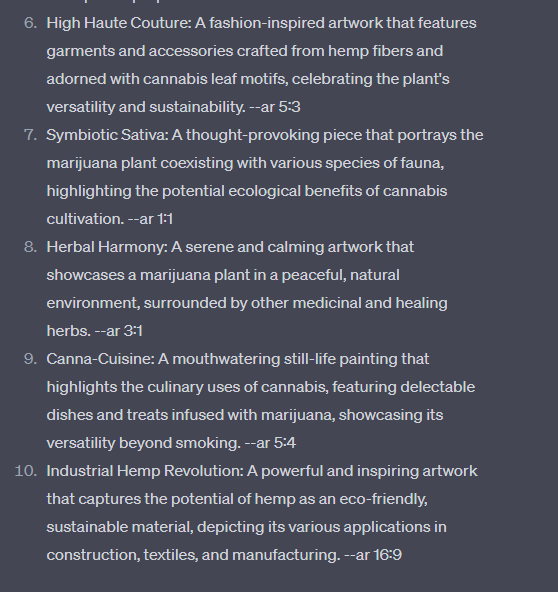 6. High Haute Couture: A fashion-inspired artwork that features
garments and accessories crafted from hemp fibers and
adorned with cannabis leaf motifs, celebrating the plant's
versatility and sustainability. --ar 5:3
7. Symbiotic Sativa: A thought-provoking piece that portrays the
marijuana plant coexisting with various species of fauna,
highlighting the potential ecological benefits of cannabis
cultivation. --ar 1:1
8. Herbal Harmony: A serene and calming artwork that
showcases a marijuana plant in a peaceful, natural
environment, surrounded by other medicinal and healing
herbs. --ar 3:1
9. Canna-Cuisine: A mouthwatering still-life painting that
highlights the culinary uses of cannabis, featuring delectable
dishes and treats infused with marijuana, showcasing its
versatility beyond smoking. --ar 5:4
10. Industrial Hemp Revolution: A powerful and inspiring artwork
that captures the potential of hemp as an eco-friendly,
sustainable material, depicting its various applications in
construction, textiles, and manufacturing. --ar 16:9